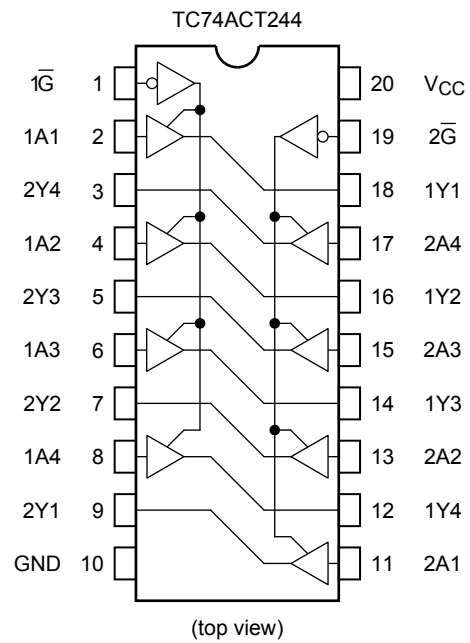 TC74ACT244
1G̅ 1 20 VCC
1A1 2 19 2G̅
2Y4 3 18 1Y1
1A2 4 17 2A4
2Y3 5 16 1Y2
1A3 6 15 2A3
2Y2 7 14 1Y3
1A4 8 13 2A2
2Y1 9 12 1Y4
GND 10 11 2A1
(top view)